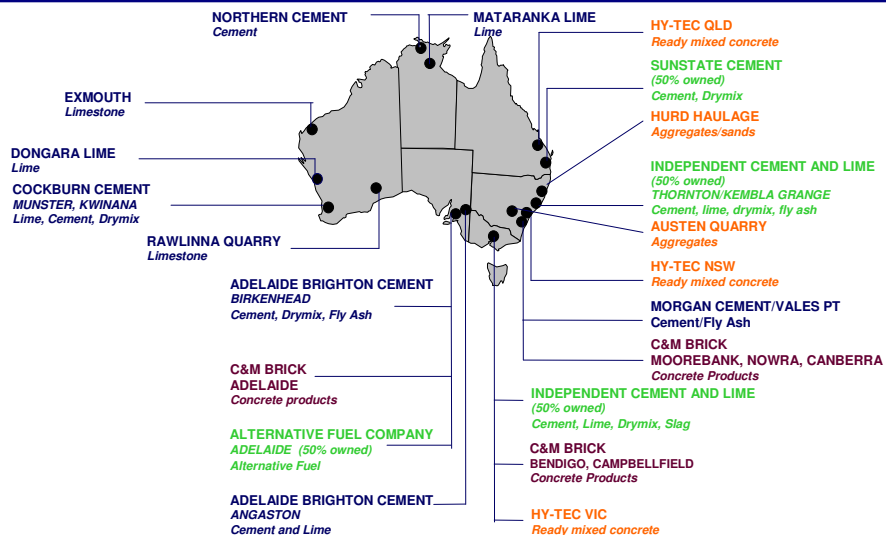 NORTHERN CEMENT
Cement
MATARANKA LIME
Lime
EXMOUTH
Limestone
DONGARA LIME
Lime
COCKBURN CEMENT
MUNSTER, KWINANA
Lime, Cement, Drymix
RAWLINNA QUARRY
Limestone
ADELAIDE BRIGHTON CEMENT
BIRKENHEAD
Cement, Drymix, Fly Ash
C&M BRICK
ADELAIDE
Concrete products
ALTERNATIVE FUEL COMPANY
ADELAIDE (50% owned)
Alternative Fuel
ADELAIDE BRIGHTON CEMENT
ANGASTON
Cement and Lime
HY-TEC QLD
Ready mixed concrete
SUNSTATE CEMENT
(50% owned)
Cement, Drymix
HURD HAULAGE
Aggregates/sands
INDEPENDENT CEMENT AND LIME
(50% owned)
THORNTON/KEMBLA GRANGE
Cement, lime, drymix, fly ash
AUSTEN QUARRY
Aggregates
HY-TEC NSW
Ready mixed concrete
MORGAN CEMENT/VALES PT
Cement/Fly Ash
C&M BRICK
MOOREBANK, NOWRA, CANBERRA
Concrete Products
INDEPENDENT CEMENT AND LIME
(50% owned)
Cement, Lime, Drymix, Slag
C&M BRICK
BENDIGO, CAMPBELLFIELD
Concrete Products
HY-TEC VIC
Ready mixed concrete